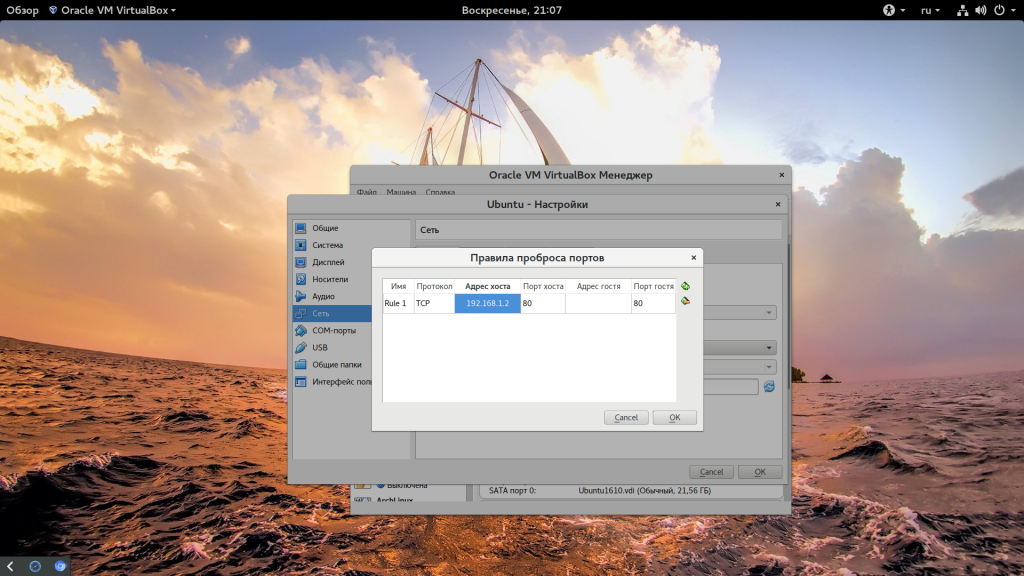 Обзор Oracle VM VirtualBox Воскресенье, 21:07 ru
Oracle VM VirtualBox Менеджер
Файл Машина Справка
Ubuntu - Настройки
Общие
Система
Дисплей
Носители
Аудио
Сеть
COM-порты
USB
Общие папки
Интерфейс пол
Сеть
Правила проброса портов
Имя Протокол Адрес хоста Порт хоста Адрес гостя Порт гостя
Rule 1 TCP 192.168.1.2 80 80
Cancel OK
Cancel OK
Выключена
ArchLinux
SATA порт 0: Ubuntu1610.vdi (Обычный, 21,56 ГБ)